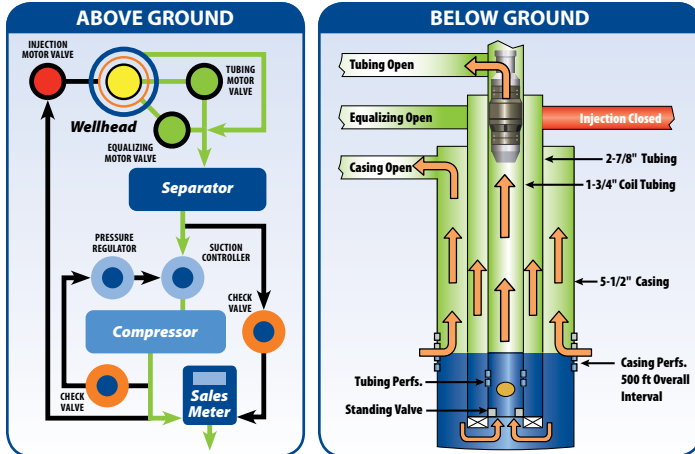 ABOVE GROUND
INJECTION
MOTOR VALVE
TUBING
MOTOR
VALVE
Wellhead
EQUALIZING
MOTOR VALVE
Separator
PRESSURE
REGULATOR
SUCTION
CONTROLLER
CHECK
VALVE
Compressor
CHECK
VALVE
Sales
Meter
BELOW GROUND
Tubing Open
Equalizing Open
Injection Closed
Casing Open
2-7/8" Tubing
1-3/4" Coil Tubing
5-1/2" Casing
Tubing Perfs.
Standing Valve
Casing Perfs.
500 ft Overall
Interval